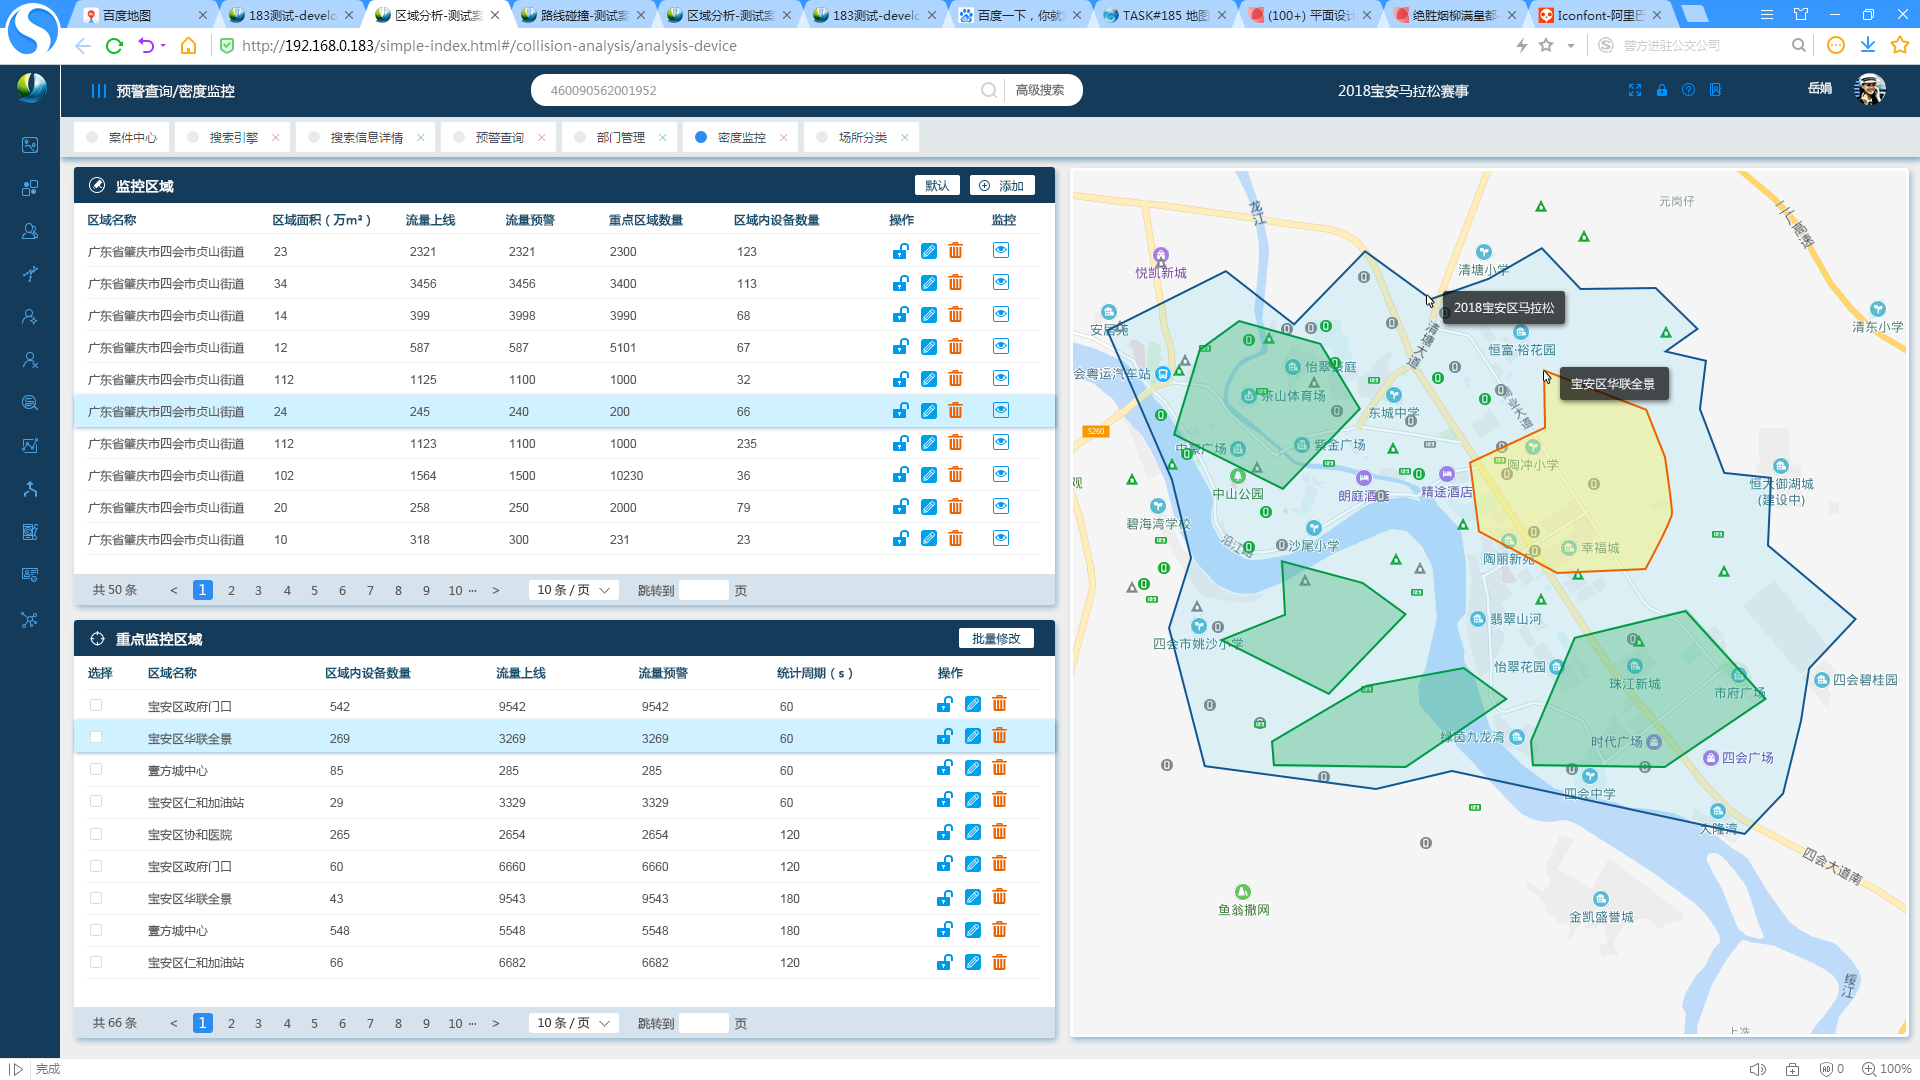 百度地图
183测试-develo
区域分析-测试案
路线碰撞-测试案
区域分析-测试案
183测试-develo
百度一下，你就
TASK#185 地图
(100+) 平面设计
绝胜烟柳满皇都-
Iconfont-阿里巴
http://192.168.0.183/simple-index.html#/collision-analysis/analysis-device
警方进驻公交公司
预警查询/密度监控
460090562001952
高级搜索
2018宝安马拉松赛事
岳娟
案件中心 搜索引擎 搜索信息详情 预警查询 部门管理 密度监控 场所分类
监控区域 默认 添加
区域名称 区域面积（万m²） 流量上线 流量预警 重点区域数量 区域内设备数量 操作 监控
广东省肇庆市四会市贞山街道 23 2321 2321 2300 123
广东省肇庆市四会市贞山街道 34 3456 3456 3400 113
广东省肇庆市四会市贞山街道 14 399 3998 3990 68
广东省肇庆市四会市贞山街道 12 587 587 5101 67
广东省肇庆市四会市贞山街道 112 1125 1100 1000 32
广东省肇庆市四会市贞山街道 24 245 240 200 66
广东省肇庆市四会市贞山街道 112 1123 1100 1000 235
广东省肇庆市四会市贞山街道 102 1564 1500 10230 36
广东省肇庆市四会市贞山街道 20 258 250 2000 79
广东省肇庆市四会市贞山街道 10 318 300 231 23
共 50 条 < 1 2 3 4 5 6 7 8 9 10 ··· > 10 条 / 页 跳转到 页
重点监控区域 批量修改
选择 区域名称 区域内设备数量 流量上线 流量预警 统计周期（s） 操作
宝安区政府门口 542 9542 9542 60
宝安区华联全景 269 3269 3269 60
壹方城中心 85 285 285 60
宝安区仁和加油站 29 3329 3329 60
宝安区协和医院 265 2654 2654 120
宝安区政府门口 60 6660 6660 120
宝安区华联全景 43 9543 9543 180
壹方城中心 548 5548 5548 180
宝安区仁和加油站 66 6682 6682 120
共 66 条 < 1 2 3 4 5 6 7 8 9 10 ··· > 10 条 / 页 跳转到 页
元岗仔
龙江
二广高速
悦凯新城
清塘小学
2018宝安区马拉松
清东小学
清塘大道
恒富·裕花园
会粤运汽车站
怡翠豪庭
宝安区华联全景
茶山体育场
东城中学
商业大道
S260
中豪广场
紫金广场
陶冲小学
观
中山公园
朗庭酒店
精途酒店
恒大御湖城
(建设中)
碧海湾学校
沿江路
沙尾小学
陶丽新苑
幸福城
翡翠山河
四会市姚沙小学
怡翠花园
珠江新城
市府广场
四会碧桂园
绿茵九龙湾
时代广场
四会广场
四会中学
大隆湾
四会大道南
鱼翁撒网
金凯盛誉城
绥江
完成
0
100%